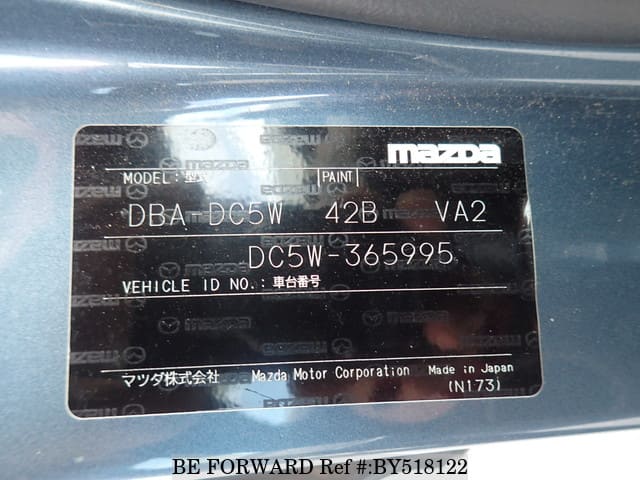 mazda
MODEL：型式 PAINT
DBA-DC5W 42B VA2
DC5W-365995
VEHICLE ID NO.：車台番号
マツダ株式会社 Mazda Motor Corporation Made in Japan
(N173)
BE FORWARD Ref #:BY518122